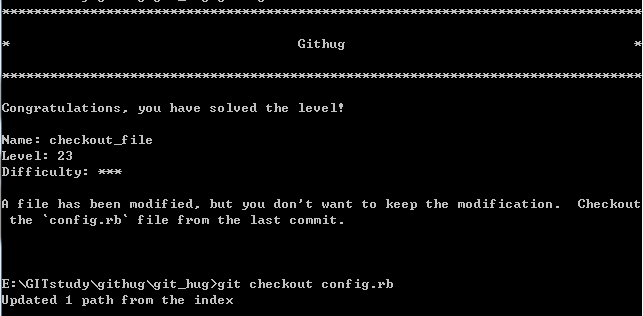 ********************************************************************************
* Githug *
********************************************************************************
Congratulations, you have solved the level!
Name: checkout_file
Level: 23
Difficulty: ***
A file has been modified, but you don't want to keep the modification.  Checkout
 the `config.rb` file from the last commit.
E:\GITstudy\githug\git_hug>git checkout config.rb
Updated 1 path from the index